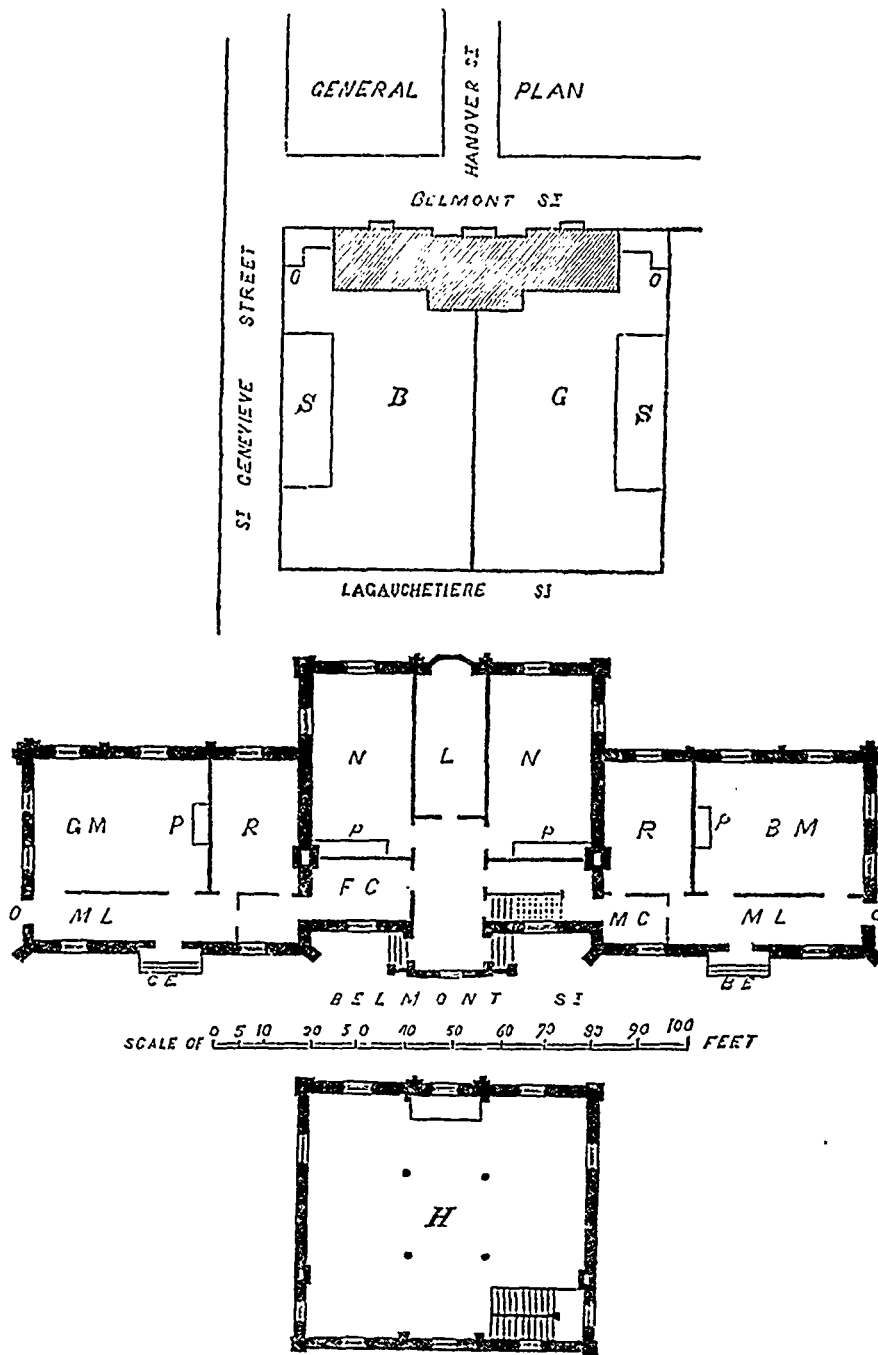 GENERAL PLAN
HANOVER ST
BELMONT ST
ST GENEVIEVE STREET
O O
S B G S
LAGAUCHETIERE ST
N L N
GM P R R P BM
P P
FC
O ML MC ML O
GE BE
BELMONT ST
SCALE OF 0 5 10 20 30 40 50 60 70 80 90 100 FEET
H